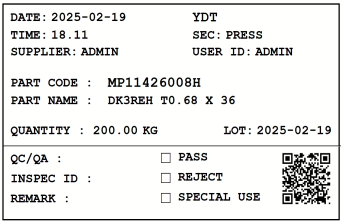 DATE: 2025-02-19 YDT
TIME: 18.11 SEC: PRESS
SUPPLIER: ADMIN USER ID: ADMIN
PART CODE : MP11426008H
PART NAME : DK3REH T0.68 X 36
QUANTITY : 200.00 KG LOT: 2025-02-19
QC/QA : □ PASS
INSPEC ID : □ REJECT
REMARK : □ SPECIAL USE